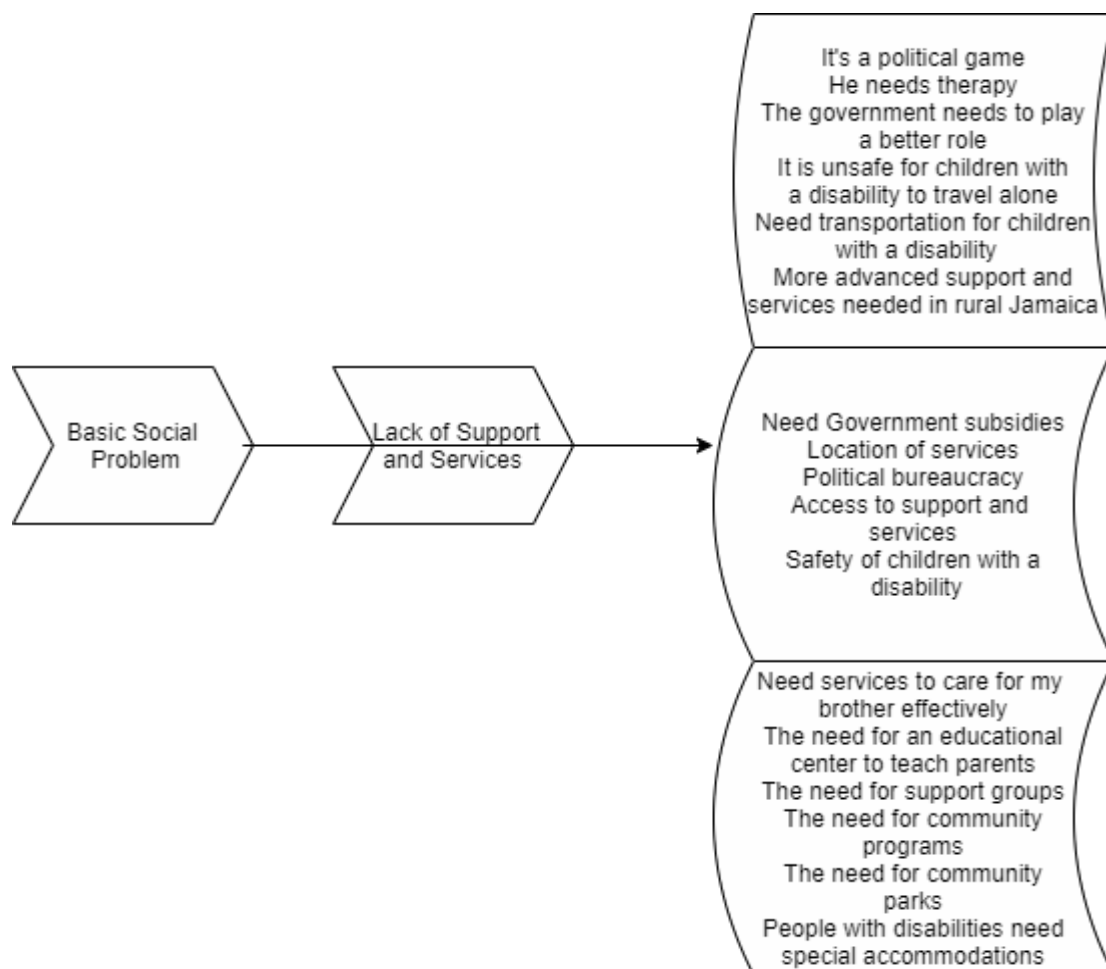 Basic Social
Problem
Lack of Support
and Services
It's a political game
He needs therapy
The government needs to play
a better role
It is unsafe for children with
a disability to travel alone
Need transportation for children
with a disability
More advanced support and
services needed in rural Jamaica
Need Government subsidies
Location of services
Political bureaucracy
Access to support and
services
Safety of children with a
disability
Need services to care for my
brother effectively
The need for an educational
center to teach parents
The need for support groups
The need for community
programs
The need for community
parks
People with disabilities need
special accommodations